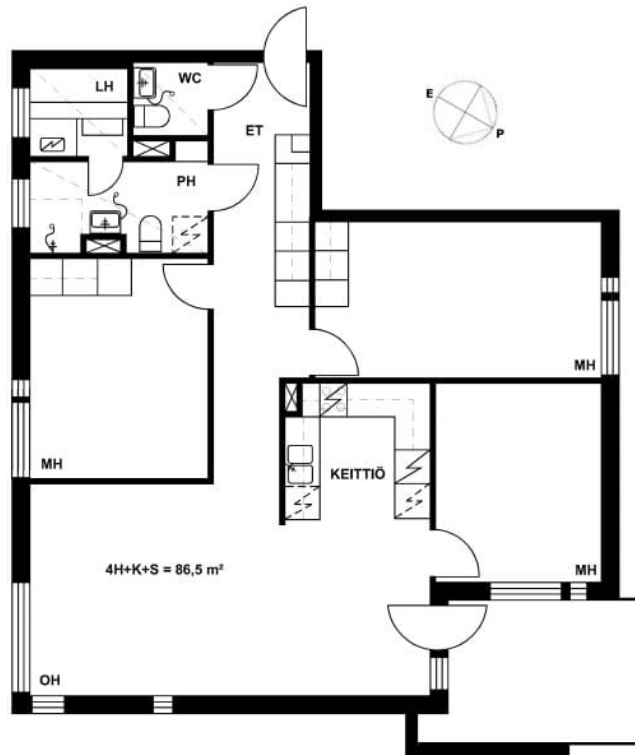 LH
WC
ET
E
P
PH
MH
MH
KEITTIÖ
4H+K+S = 86,5 m²
MH
OH